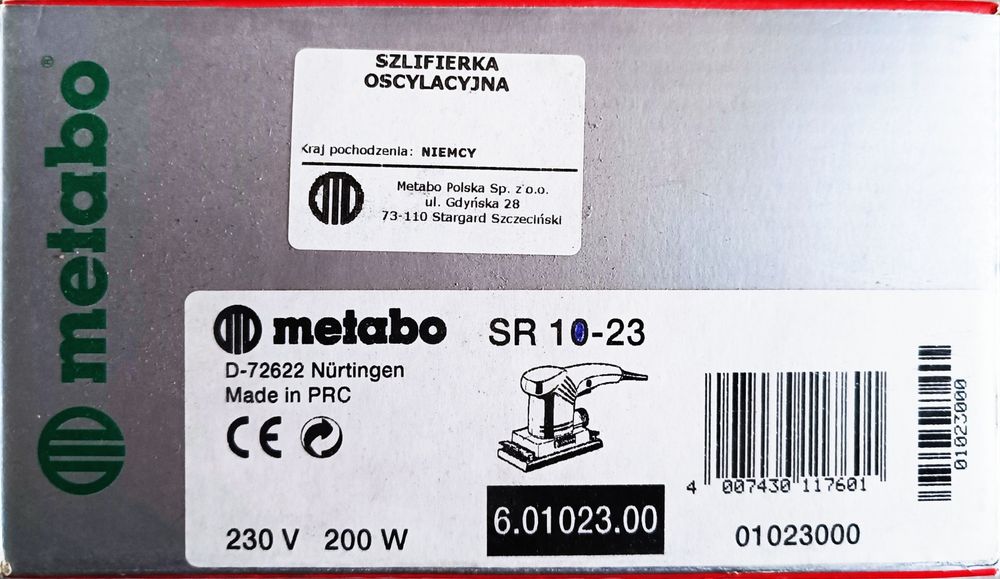 metabo®
SZLIFIERKA
OSCYLACYJNA
Kraj pochodzenia: NIEMCY
Metabo Polska Sp. z o.o.
ul. Gdyńska 28
73-110 Stargard Szczeciński
metabo SR 10-23
D-72622 Nürtingen
Made in PRC
CE
6.01023.00
230 V 200 W
4 007430 117601
01023000
01023000